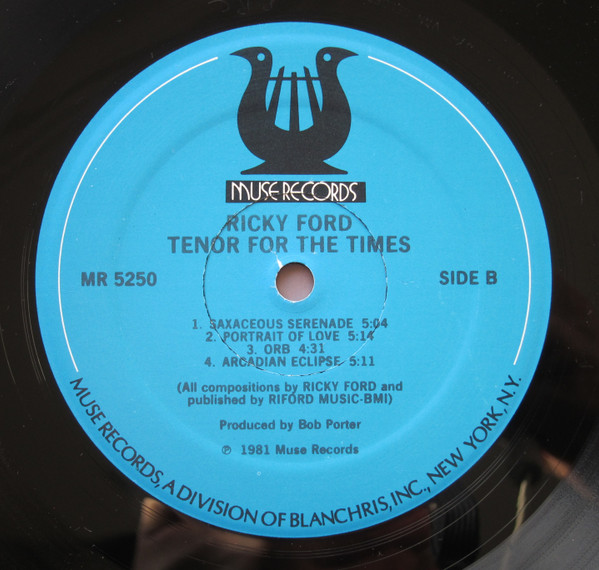 MUSE RECORDS
RICKY FORD
TENOR FOR THE TIMES
MR 5250
SIDE B
1. SAXACEOUS SERENADE 5:04
2. PORTRAIT OF LOVE 5:14
3. ORB 4:31
4. ARCADIAN ECLIPSE 5:11
(All compositions by RICKY FORD and
published by RIFORD MUSIC-BMI)
Produced by Bob Porter
℗ 1981 Muse Records
MUSE RECORDS, A DIVISION OF BLANCHRIS, INC., NEW YORK, N.Y.